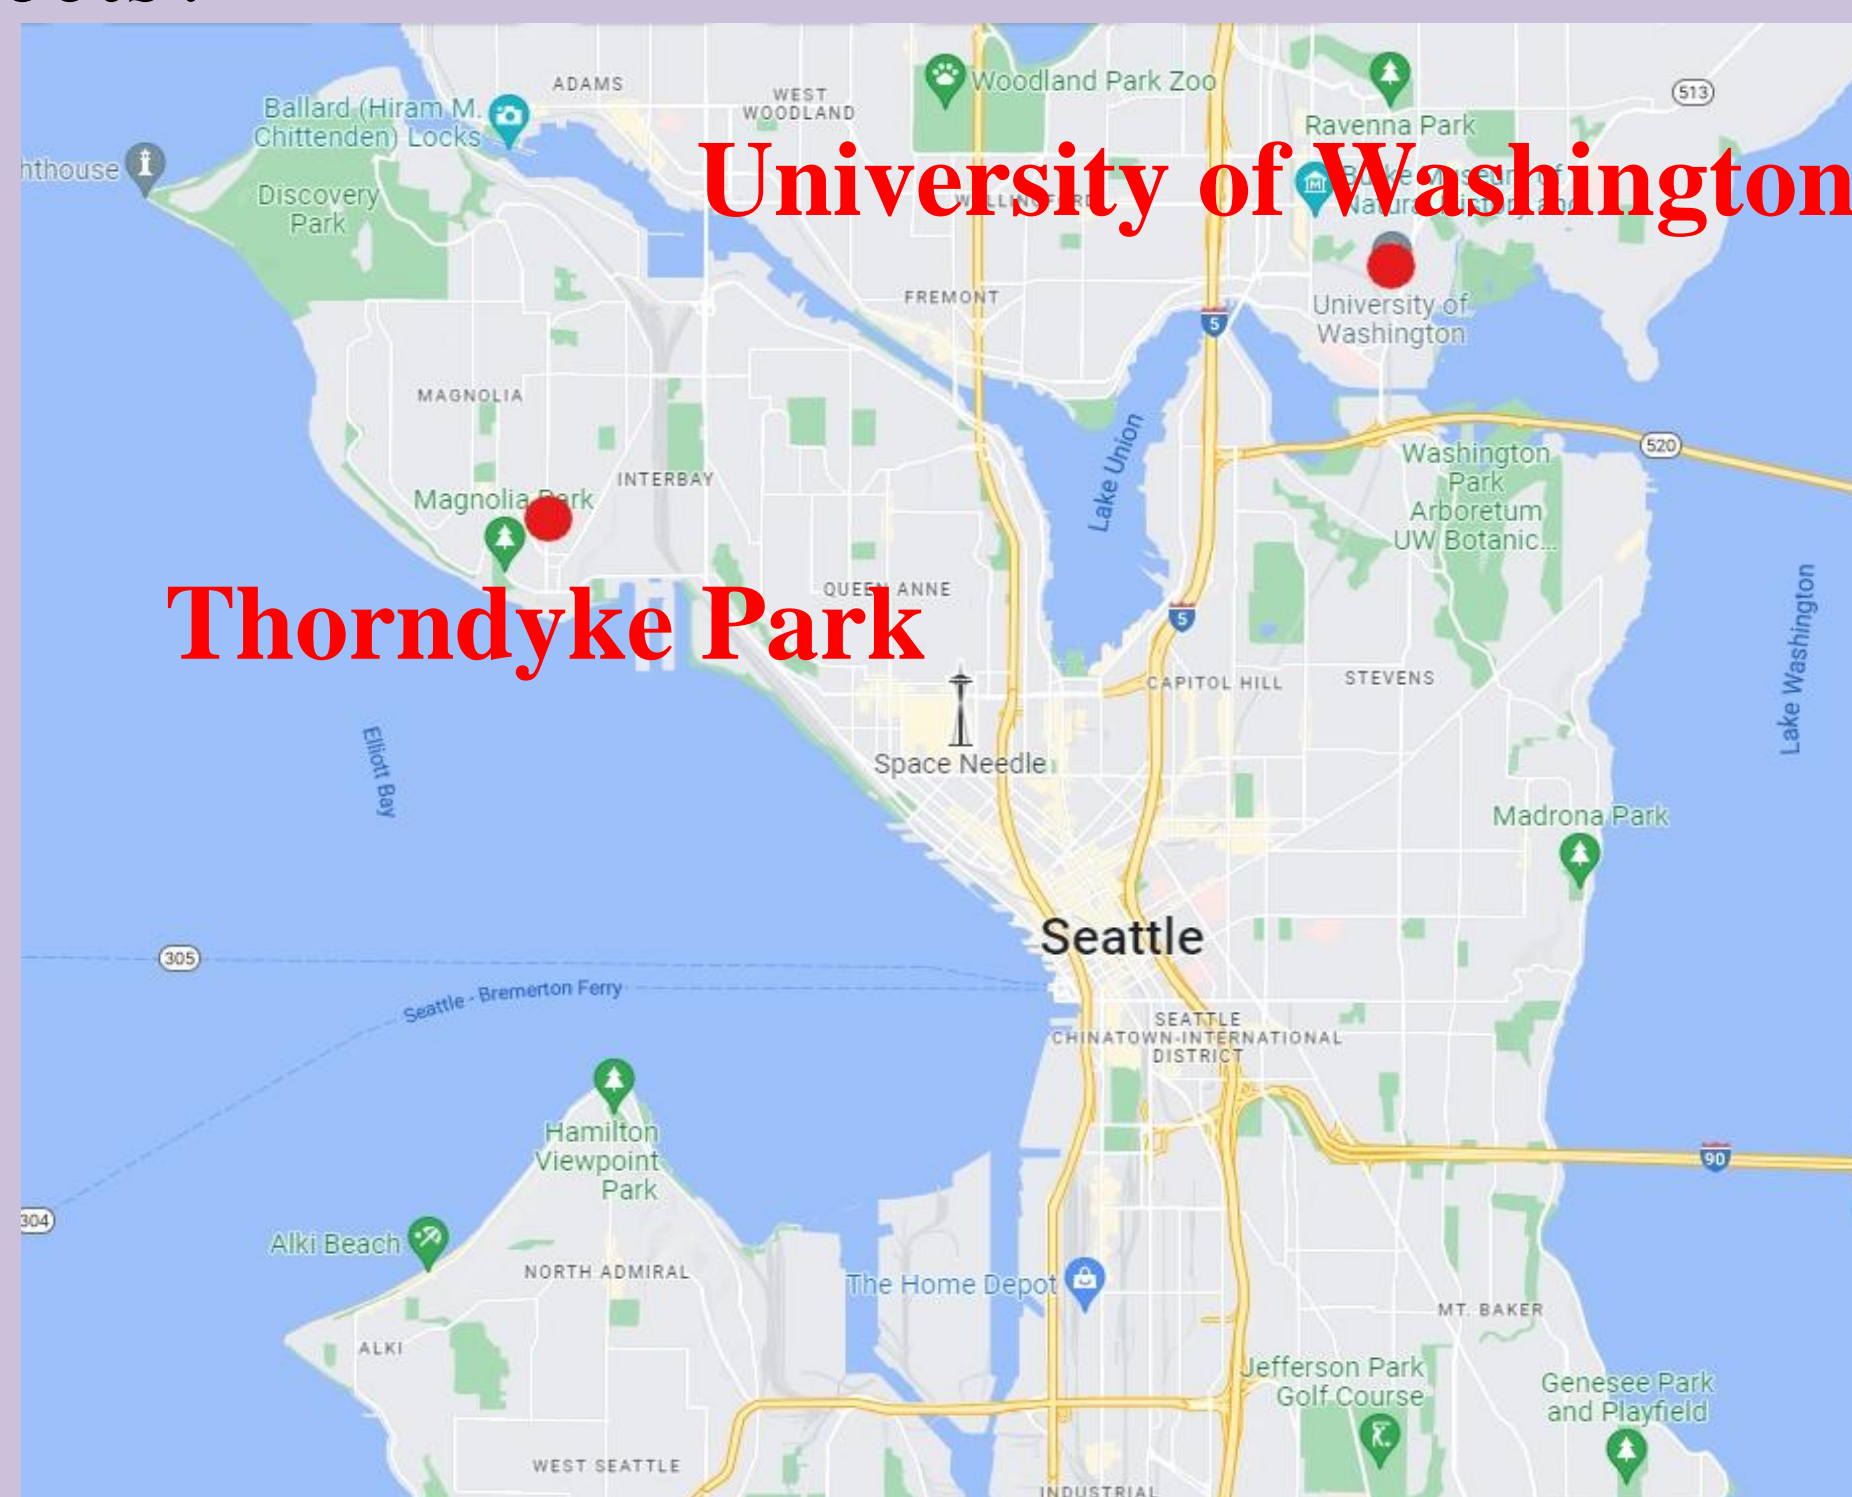 ADAMS
Woodland Park Zoo
WEST
WOODLAND
513
Ballard (Hiram M.
Chittenden) Locks
Ravenna Park
University of Washington
Discovery
Park
FREMONT
5
University of
Washington
MAGNOLIA
Lake Union
520
Washington
Park
Arboretum
UW Botanic...
INTERBAY
Magnolia Park
QUEEN ANNE
Thorndyke Park
5
Lake Washington
CAPITOL HILL
STEVENS
Elliott Bay
Space Needle
Madrona Park
Seattle
305
Seattle - Bremerton Ferry
SEATTLE
CHINATOWN-INTERNATIONAL
DISTRICT
Hamilton
Viewpoint
Park
90
304
Alki Beach
NORTH ADMIRAL
The Home Depot
MT. BAKER
ALKI
Jefferson Park
Golf Course
Genesee Park
and Playfield
WEST SEATTLE
INDUSTRIAL